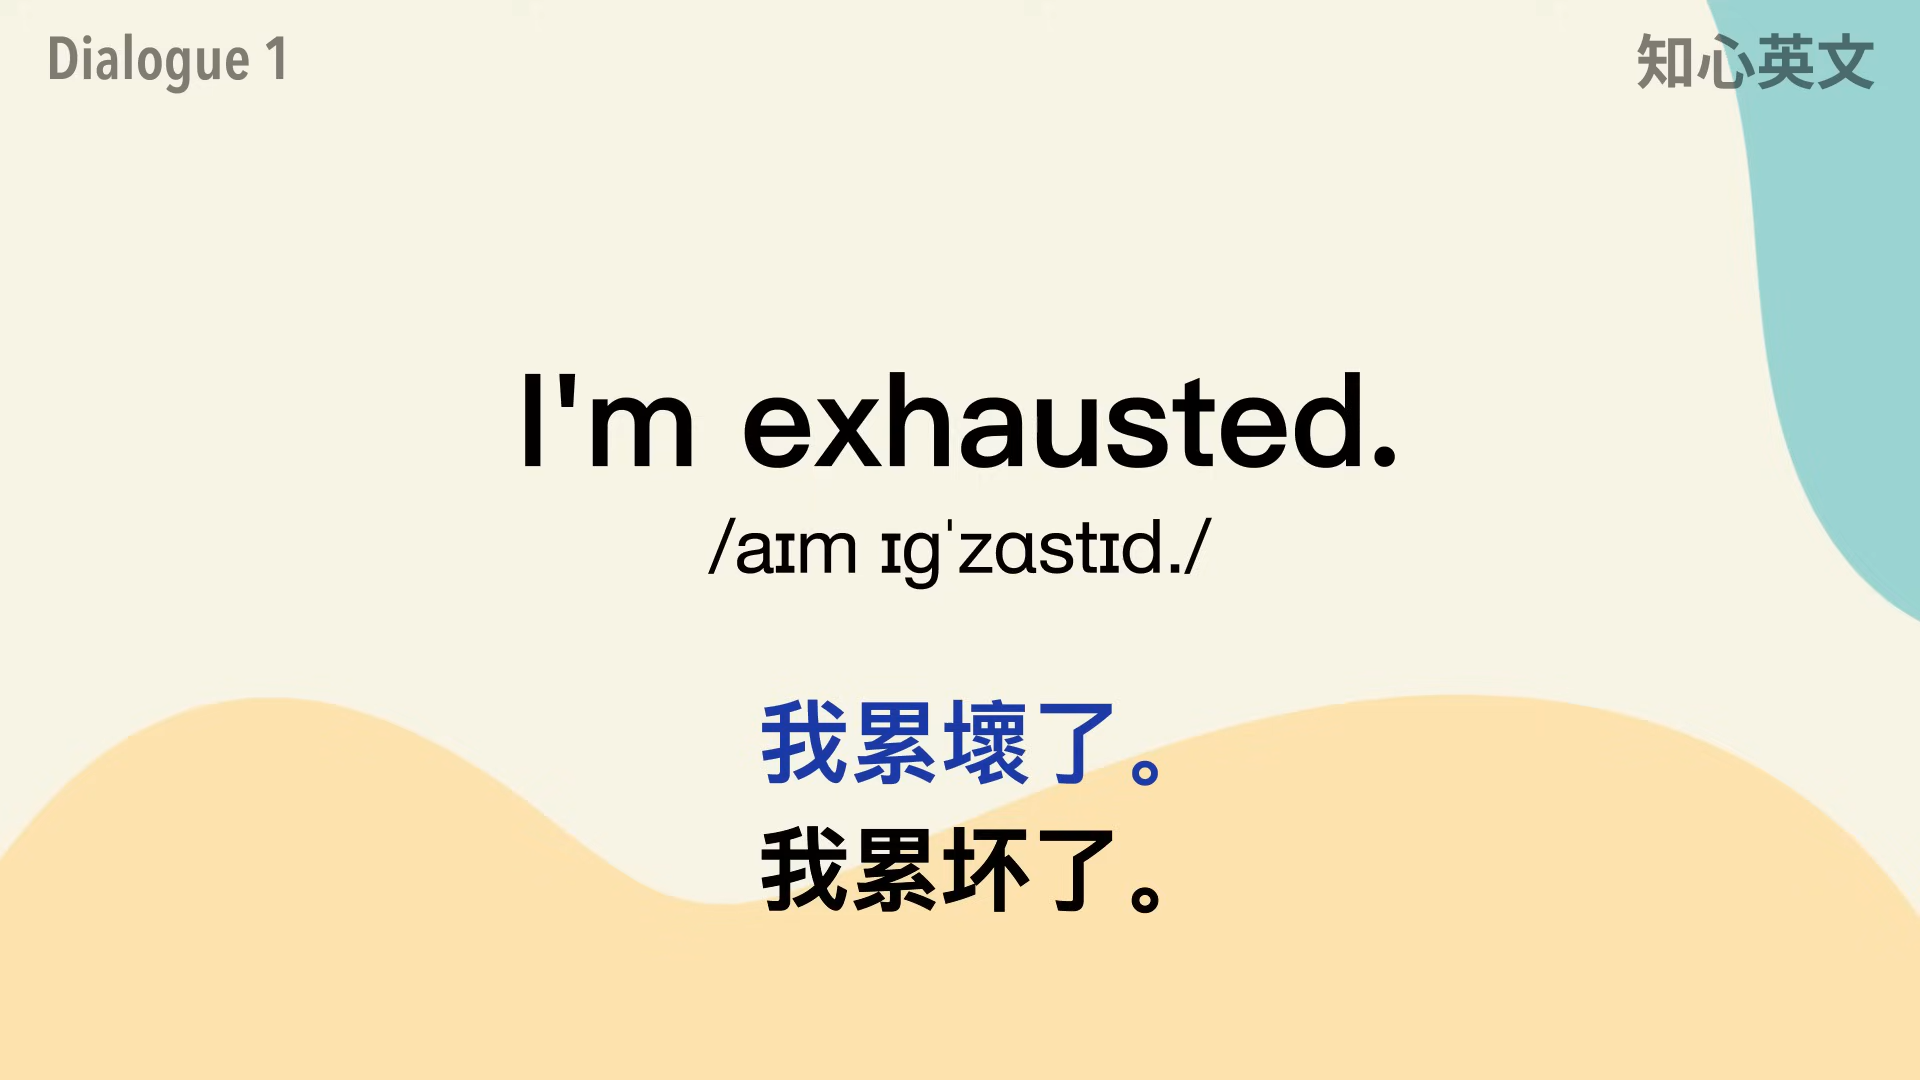 Dialogue 1
知心英文
I'm exhausted.
/aɪm ɪgˈzɑstɪd./
我累壞了。
我累坏了。